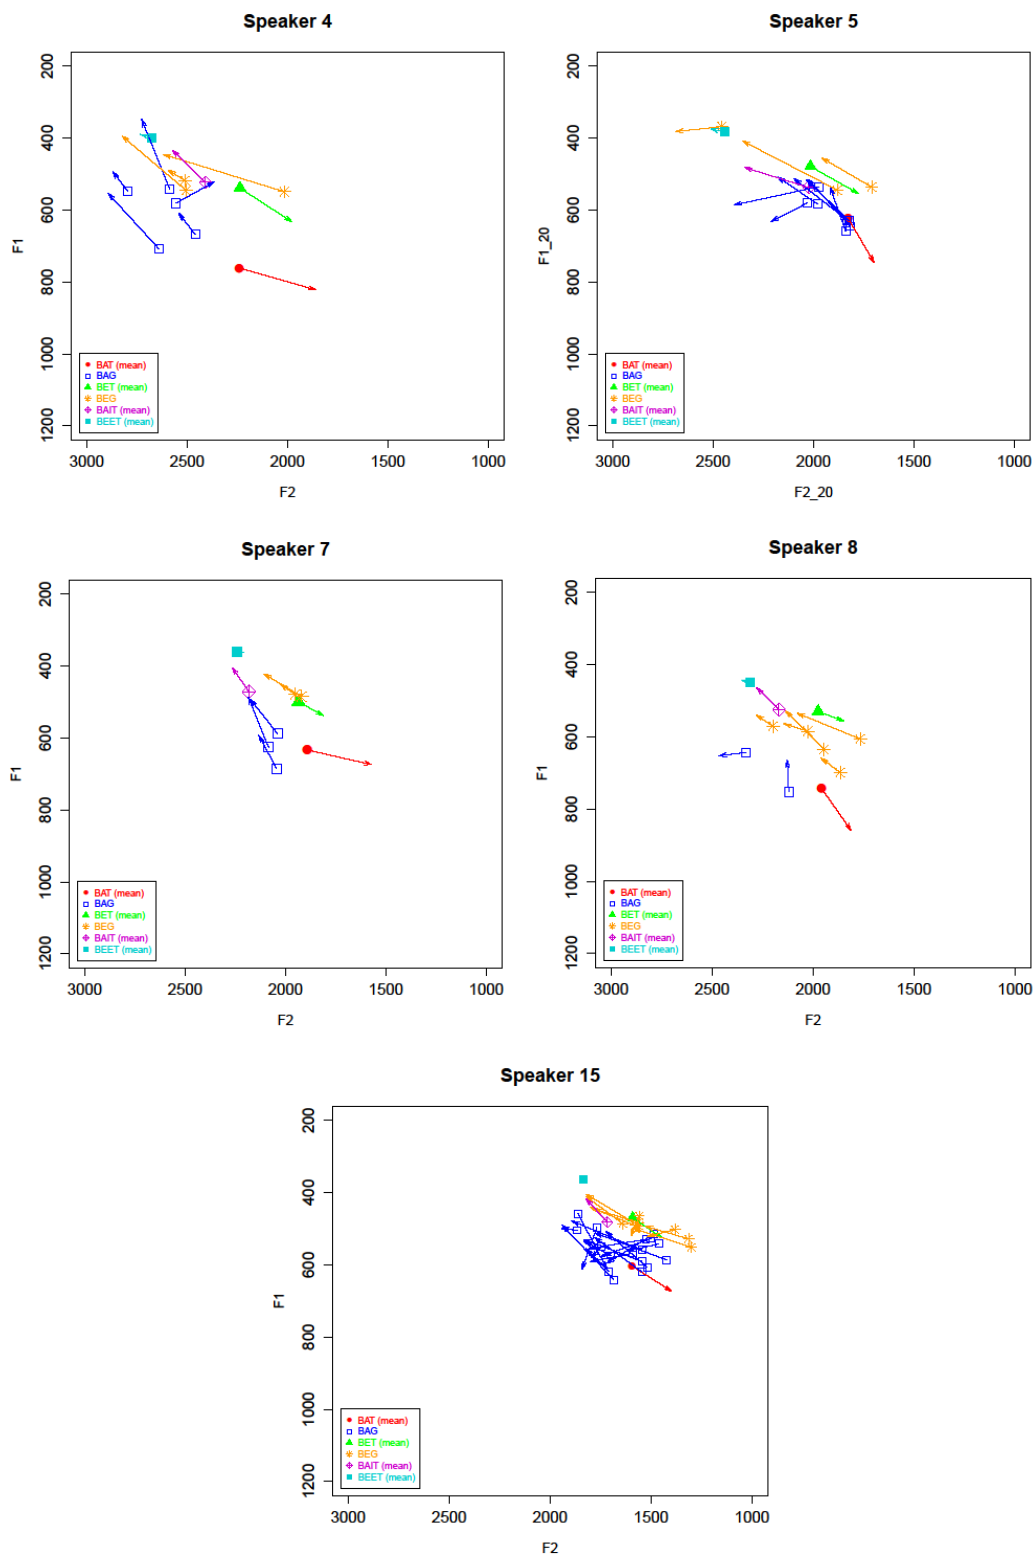 Speaker 4
200
400
600
800
1000
1200
F1
3000
2500
2000
1500
1000
F2
BAT (mean)
BAG
BET (mean)
BEG
BAIT (mean)
BEET (mean)
Speaker 5
200
400
600
800
1000
1200
F1_20
3000
2500
2000
1500
1000
F2_20
BAT (mean)
BAG
BET (mean)
BEG
BAIT (mean)
BEET (mean)
Speaker 7
200
400
600
800
1000
1200
F1
3000
2500
2000
1500
1000
F2
BAT (mean)
BAG
BET (mean)
BEG
BAIT (mean)
BEET (mean)
Speaker 8
200
400
600
800
1000
1200
F1
3000
2500
2000
1500
1000
F2
BAT (mean)
BAG
BET (mean)
BEG
BAIT (mean)
BEET (mean)
Speaker 15
200
400
600
800
1000
1200
F1
3000
2500
2000
1500
1000
F2
BAT (mean)
BAG
BET (mean)
BEG
BAIT (mean)
BEET (mean)